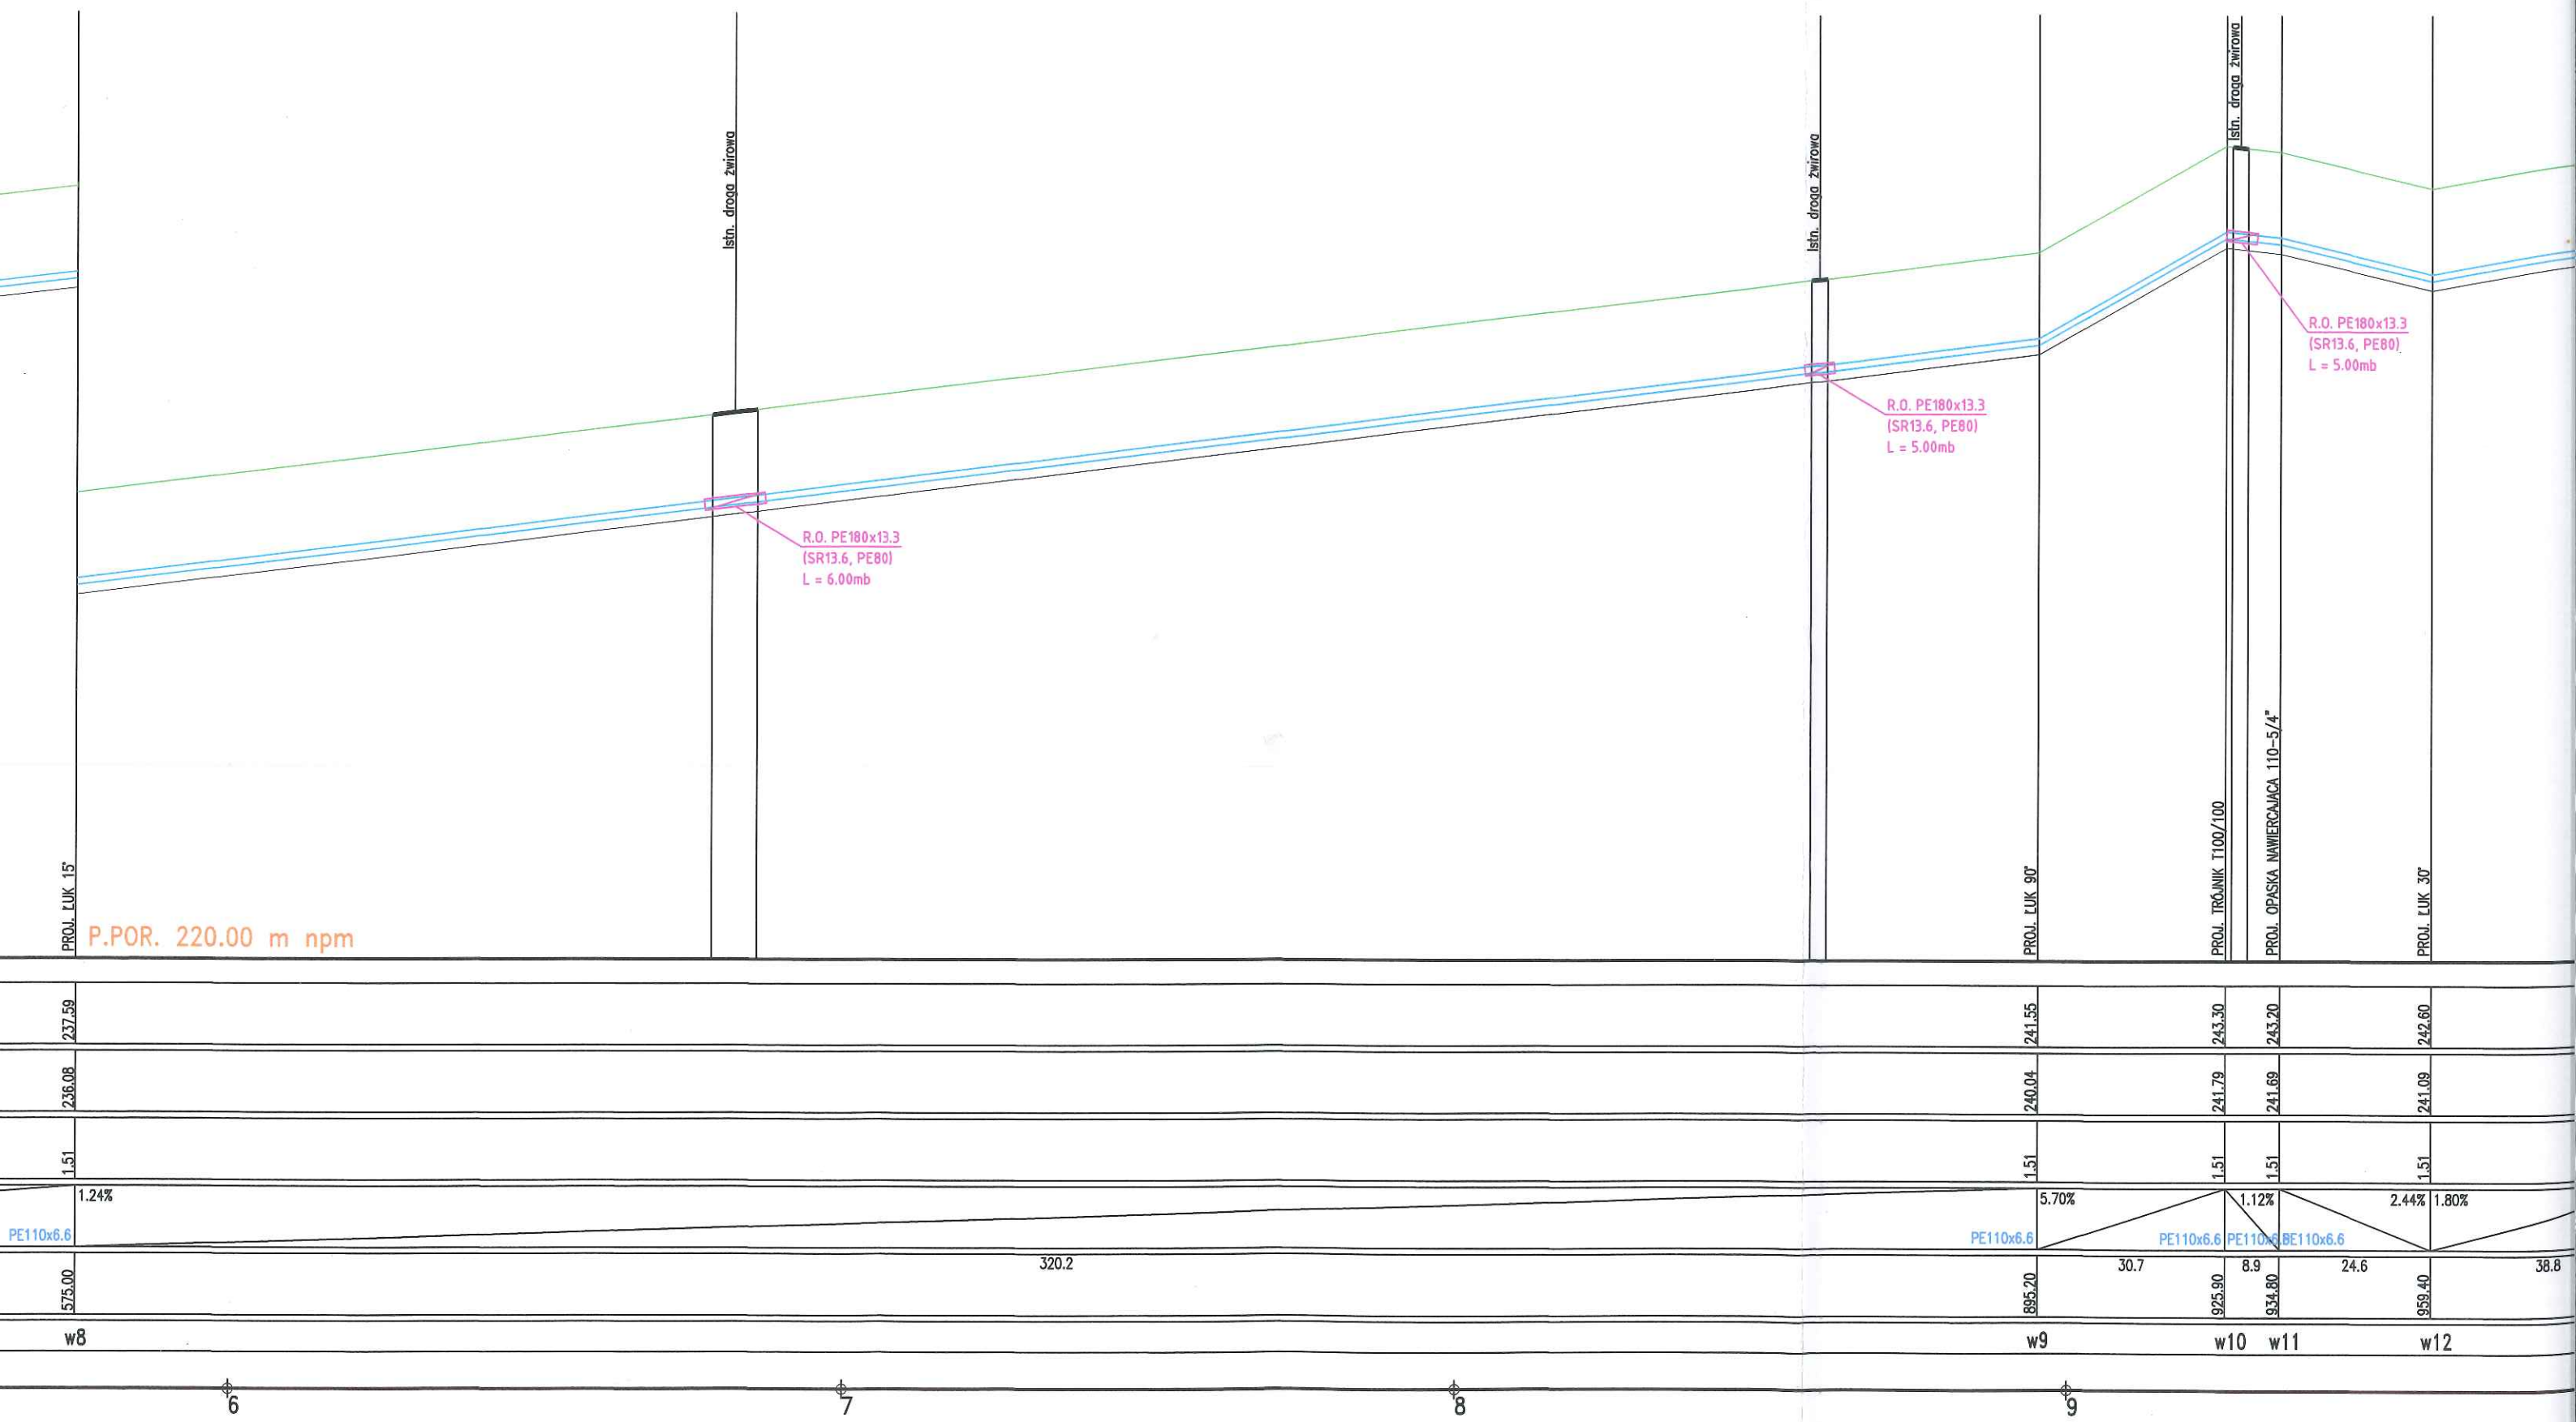 Istn. droga żwirowa
Istn. droga żwirowa
Istn. droga żwirowa
R.O. PE180x13.3
(SR13.6, PE80)
L = 5.00mb
R.O. PE180x13.3
(SR13.6, PE80)
L = 5.00mb
R.O. PE180x13.3
(SR13.6, PE80)
L = 6.00mb
PROJ. ŁUK 15°
P.POR. 220.00 m npm
PROJ. ŁUK 90°
PROJ. TRÓJNIK T100/100
PROJ. OPASKA NAWIERCAJĄCA 110-5/4"
PROJ. ŁUK 30°
237.59 241.55 243.30 243.20 242.60
236.08 240.04 241.79 241.69 241.09
1.51 1.51 1.51 1.51 1.51
1.24% 5.70% 1.12% 2.44% 1.80%
PE110x6.6 PE110x6.6 PE110x6.6 PE110x6.6 PE110x6.6
320.2 30.7 8.9 24.6 38.8
575.00 895.20 925.90 934.80 959.40
w8 w9 w10 w11 w12
6 7 8 9